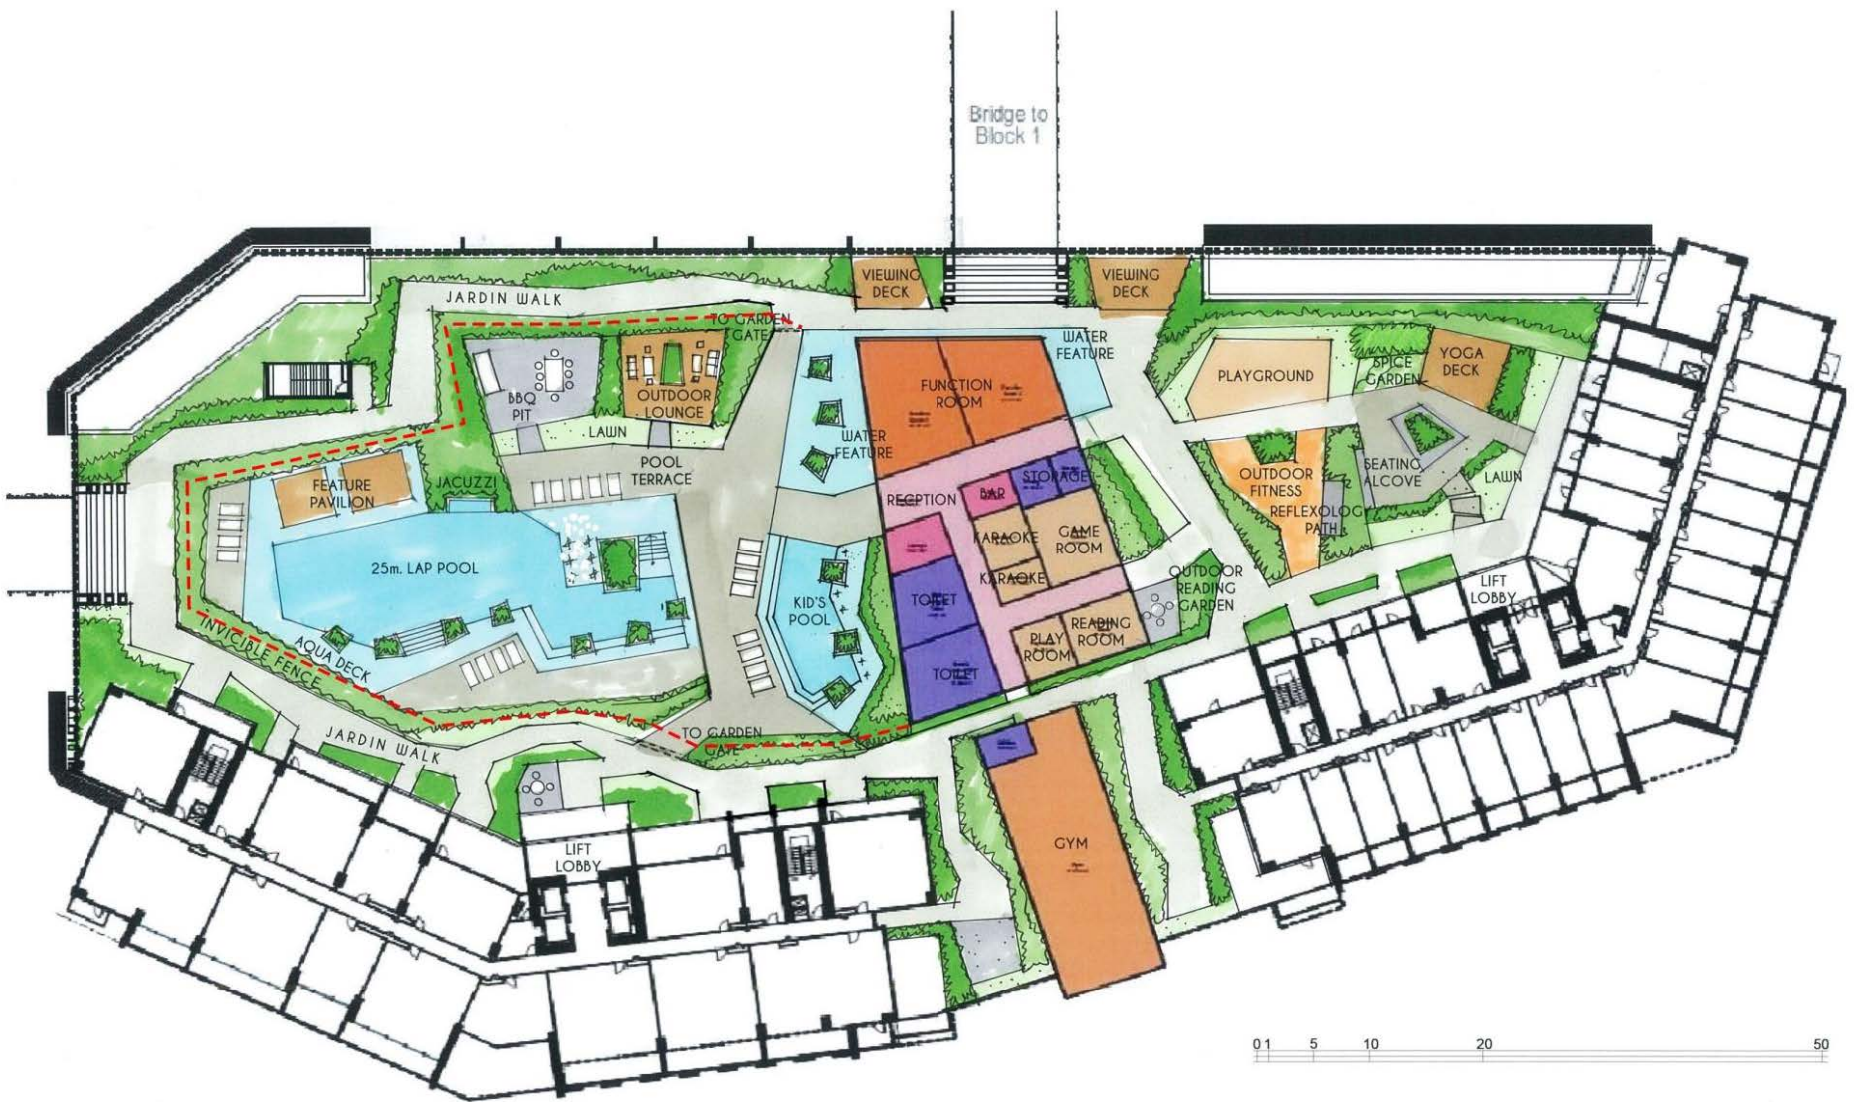 Bridge to
Block 1
VIEWING
DECK
VIEWING
DECK
JARDIN WALK
TO GARDEN
GATE
WATER
FEATURE
BBQ
PIT
OUTDOOR
LOUNGE
LAWN
FUNCTION
ROOM
PLAYGROUND
SPICE
GARDEN
YOGA
DECK
WATER
FEATURE
POOL
TERRACE
FEATURE
PAVILION
JACUZZI
RECPTION
BAR
STORAGE
OUTDOOR
FITNESS
SEATING
ALCOVE
LAWN
REFLEXOLOG
PATH
KARAOKE
GAME
ROOM
25m. LAP POOL
KARAOKE
OUTDOOR
READING
GARDEN
LIFT
LOBBY
KID'S
POOL
TOILET
INVICIBLE FENCE
AQUA DECK
PLAY
ROOM
READING
ROOM
TOILET
JARDIN WALK
TO GARDEN
GATE
LIFT
LOBBY
GYM
0 1 5 10 20 50